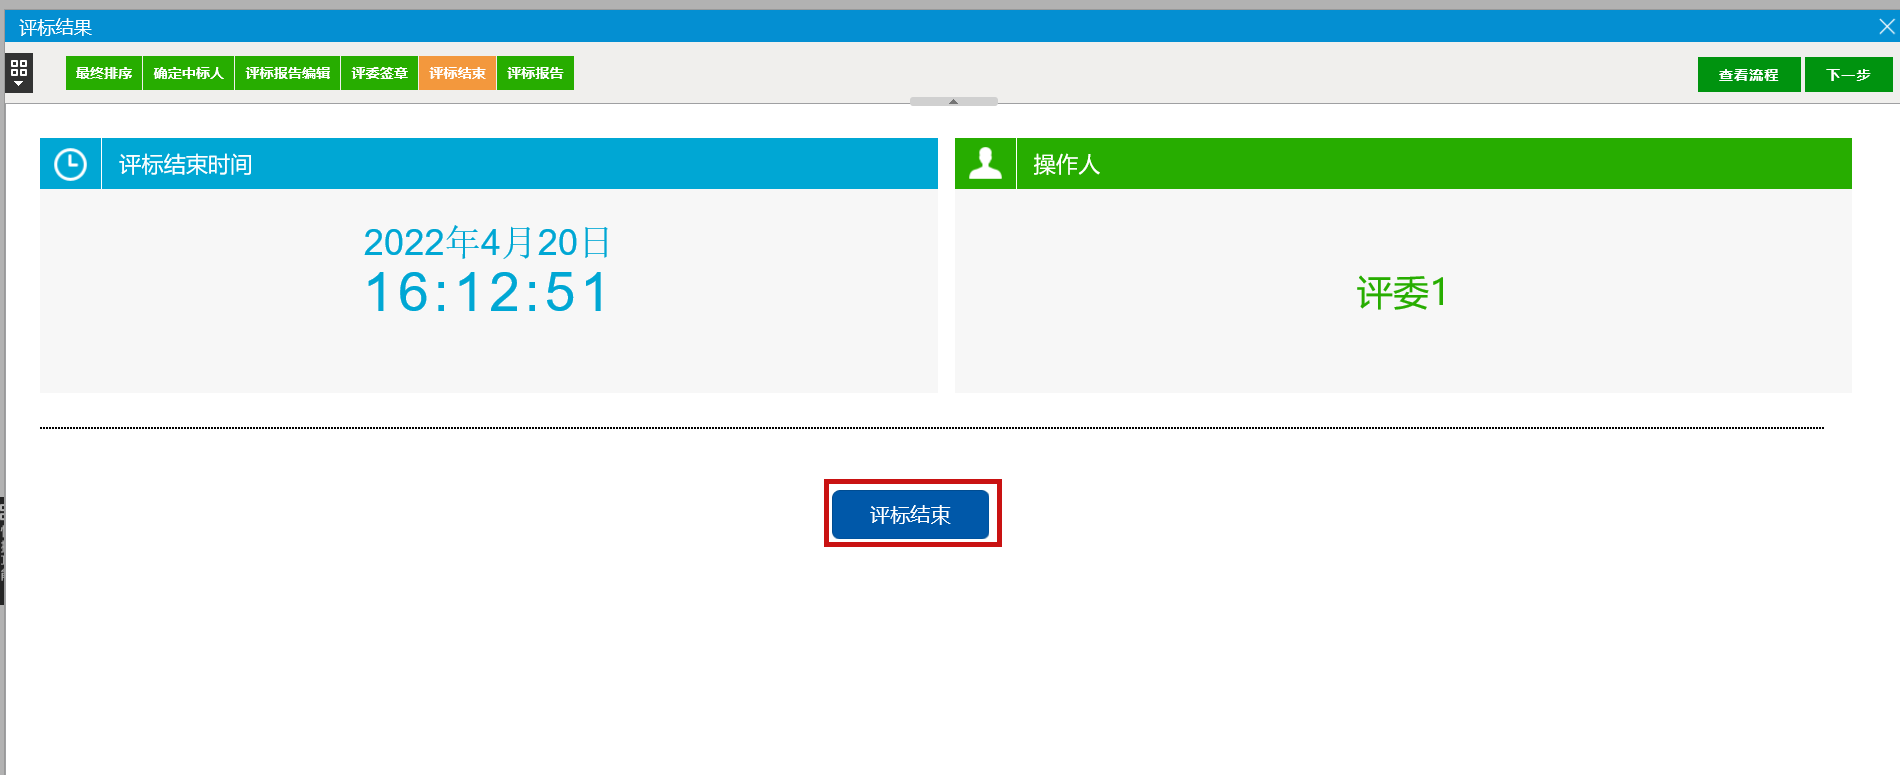 评标结果
最终排序 确定中标人 评标报告编辑 评委签章 评标结束 评标报告 查看流程 下一步
评标结束时间 操作人
2022年4月20日
16:12:51
评委1
评标结束